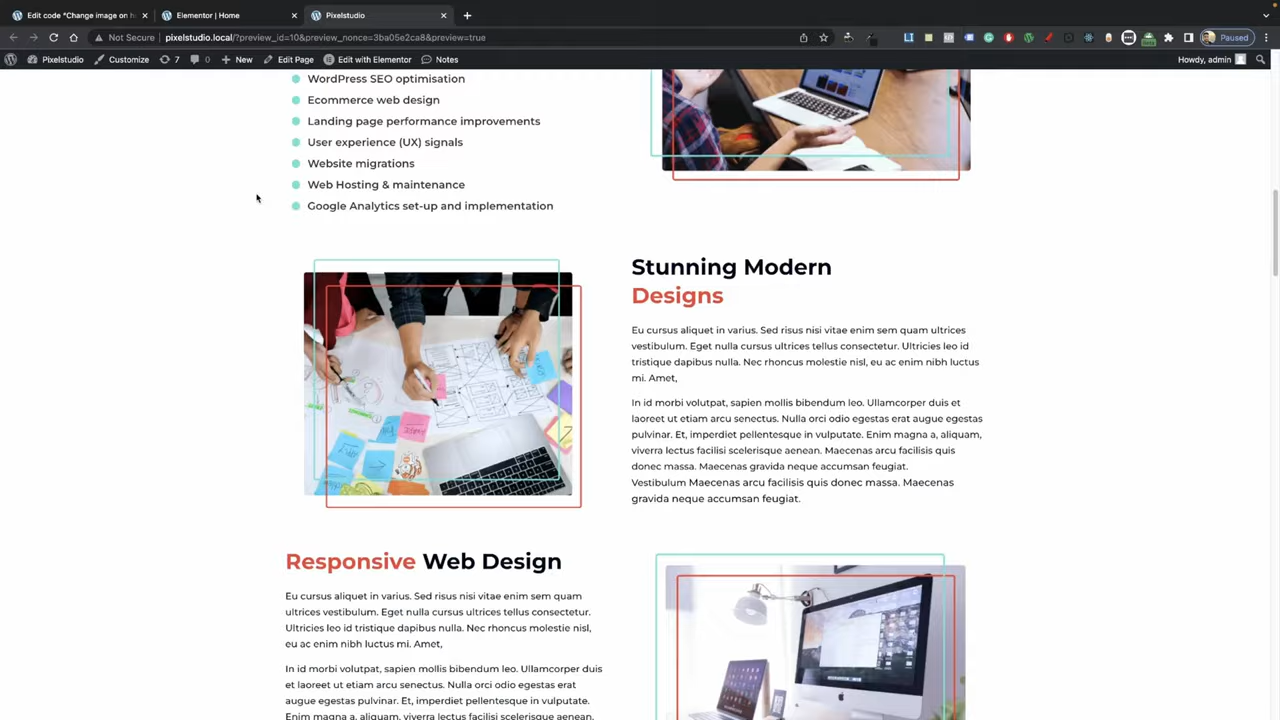 Edit code "Change image on h
Elementor | Home
Pixelstudio
Not Secure
pixelstudio.local/?preview_id=10&preview_nonce=3ba05e2ca8&preview=true
Paused
Pixelstudio
Customize
7
0
New
Edit Page
Edit with Elementor
Notes
Howdy, admin
WordPress SEO optimisation
Ecommerce web design
Landing page performance improvements
User experience (UX) signals
Website migrations
Web Hosting & maintenance
Google Analytics set-up and implementation
Stunning Modern
Designs
Eu cursus aliquet in varius. Sed risus nisi vitae enim sem quam ultrices
vestibulum. Eget nulla cursus ultrices tellus consectetur. Ultricies leo id
tristique dapibus nulla. Nec rhoncus molestie nisl, eu ac enim nibh luctus
mi. Amet,
In id morbi volutpat, sapien mollis bibendum leo. Ullamcorper duis et
laoreet ut etiam arcu senectus. Nulla orci odio egestas erat augue egestas
pulvinar. Et, imperdiet pellentesque in vulputate. Enim magna a, aliquam,
viverra lectus facilisi scelerisque aenean. Maecenas arcu facilisis quis
donec massa. Maecenas gravida neque accumsan feugiat.
Vestibulum Maecenas arcu facilisis quis donec massa. Maecenas
gravida neque accumsan feugiat.
Responsive Web Design
Eu cursus aliquet in varius. Sed risus nisi vitae enim sem quam
ultrices vestibulum. Eget nulla cursus ultrices tellus consectetur.
Ultricies leo id tristique dapibus nulla. Nec rhoncus molestie nisl,
eu ac enim nibh luctus mi. Amet,
In id morbi volutpat, sapien mollis bibendum leo. Ullamcorper duis
et laoreet ut etiam arcu senectus. Nulla orci odio egestas erat
augue egestas pulvinar. Et, imperdiet pellentesque in vulputate.
Enim magna a, aliquam, viverra lectus facilisi scelerisque aenean.